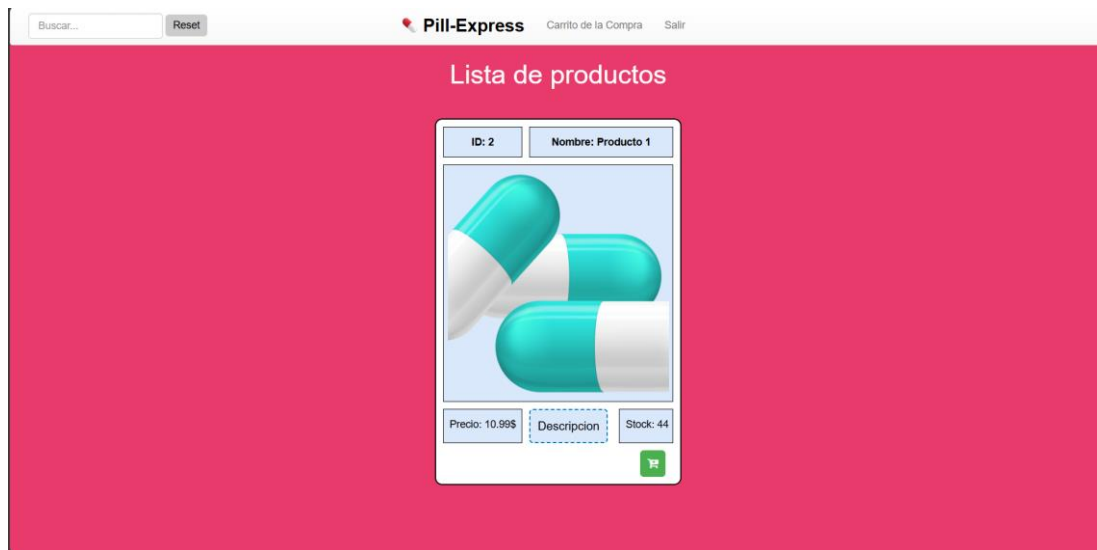 Buscar...
Reset
Pill-Express
Carrito de la Compra
Salir
Lista de productos
ID: 2
Nombre: Producto 1
Precio: 10.99$
Descripcion
Stock: 44